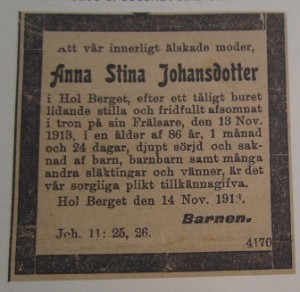 Att vår innerligt älskade moder,
Anna Stina Johansdotter
i Hol Berget, efter ett tåligt buret
lidande stilla och fridfullt afsomnat
i tron på sin Frälsare, den 13 Nov.
1913, i en ålder af 86 år, 1 månad
och 24 dagar, djupt sörjd och sak-
nad af barn, barnbarn samt många
andra släktingar och vänner, är det
vår sorgliga plikt tillkännagifva.
Hol Berget den 14 Nov. 1913.
Barnen.
Joh. 11: 25, 26.
4170